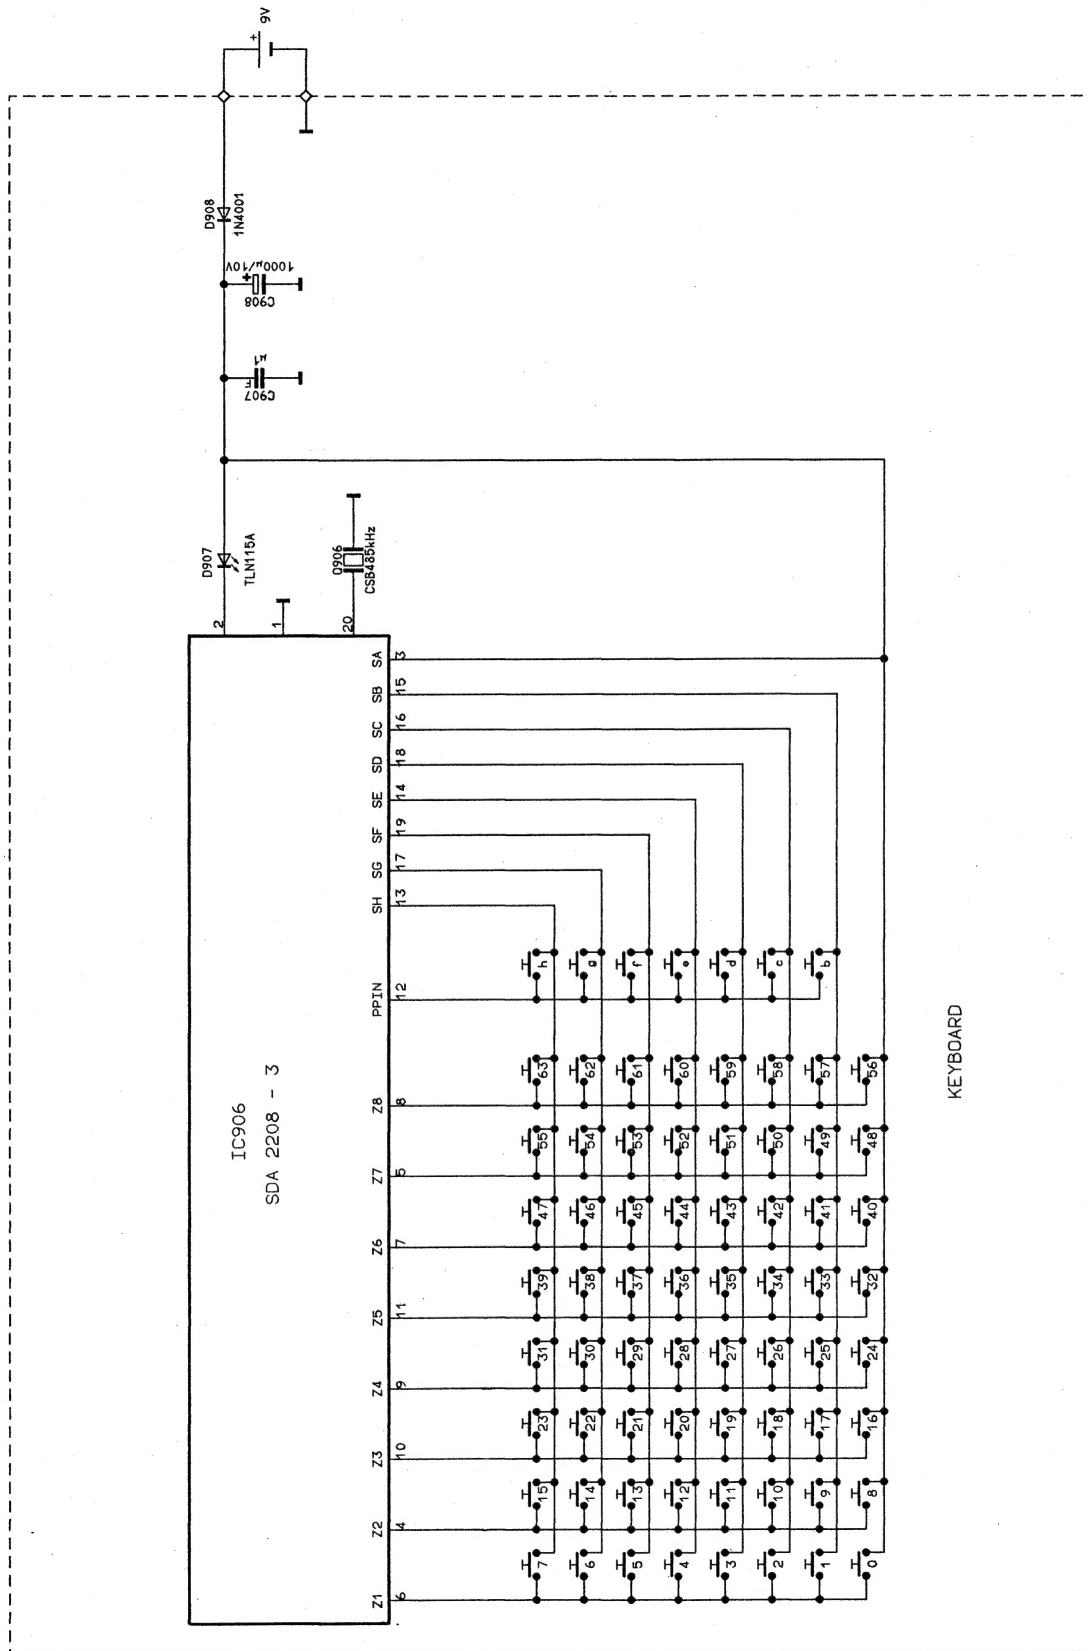 9V
+
D908
1N4001
1000µ/10V
+
C908
µ1
F
C907
D907
TLN115A
Q906
CSB485kHz
2
1
20
IC906
SDA 2208 - 3
SA 3
SB 15
SC 16
SD 18
SE 14
SF 19
SG 17
SH 13
PPIN 12
Z8 8
Z7 5
Z6 7
Z5 11
Z4 9
Z3 10
Z2 4
Z1 6
h g f e d c b
63 62 61 60 59 58 57 56
55 54 53 52 51 50 49 48
47 46 45 44 43 42 41 40
39 38 37 36 35 34 33 32
31 30 29 28 27 26 25 24
23 22 21 20 19 18 17 16
15 14 13 12 11 10 9 8
7 6 5 4 3 2 1 0
KEYBOARD